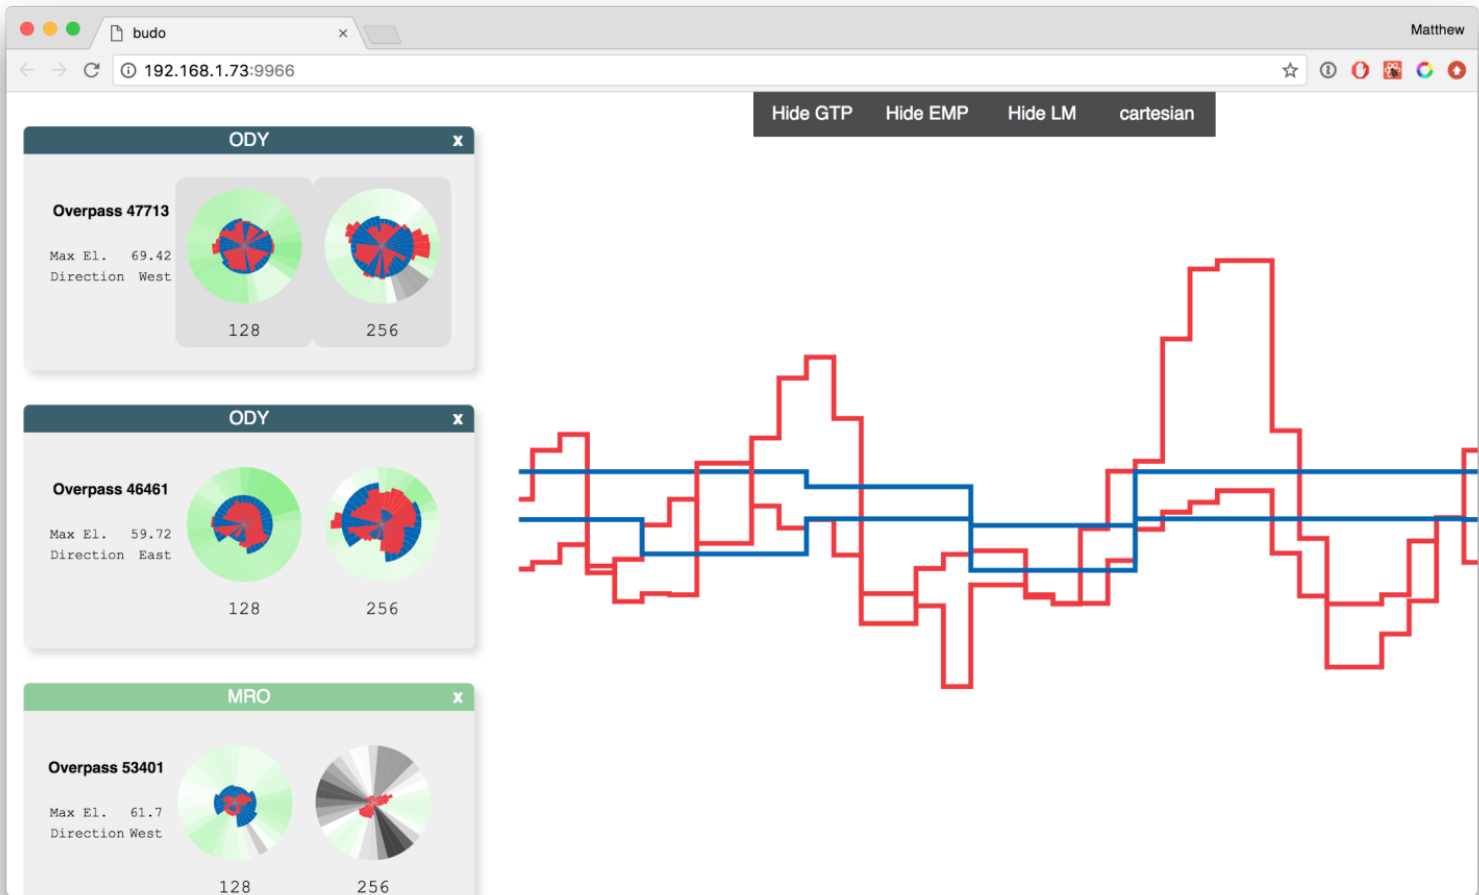 budo
Matthew
192.168.1.73:9966
Hide GTP Hide EMP Hide LM cartesian
ODY x
Overpass 47713
Max El. 69.42
Direction West
128 256
ODY x
Overpass 46461
Max El. 59.72
Direction East
128 256
MRO x
Overpass 53401
Max El. 61.7
Direction West
128 256